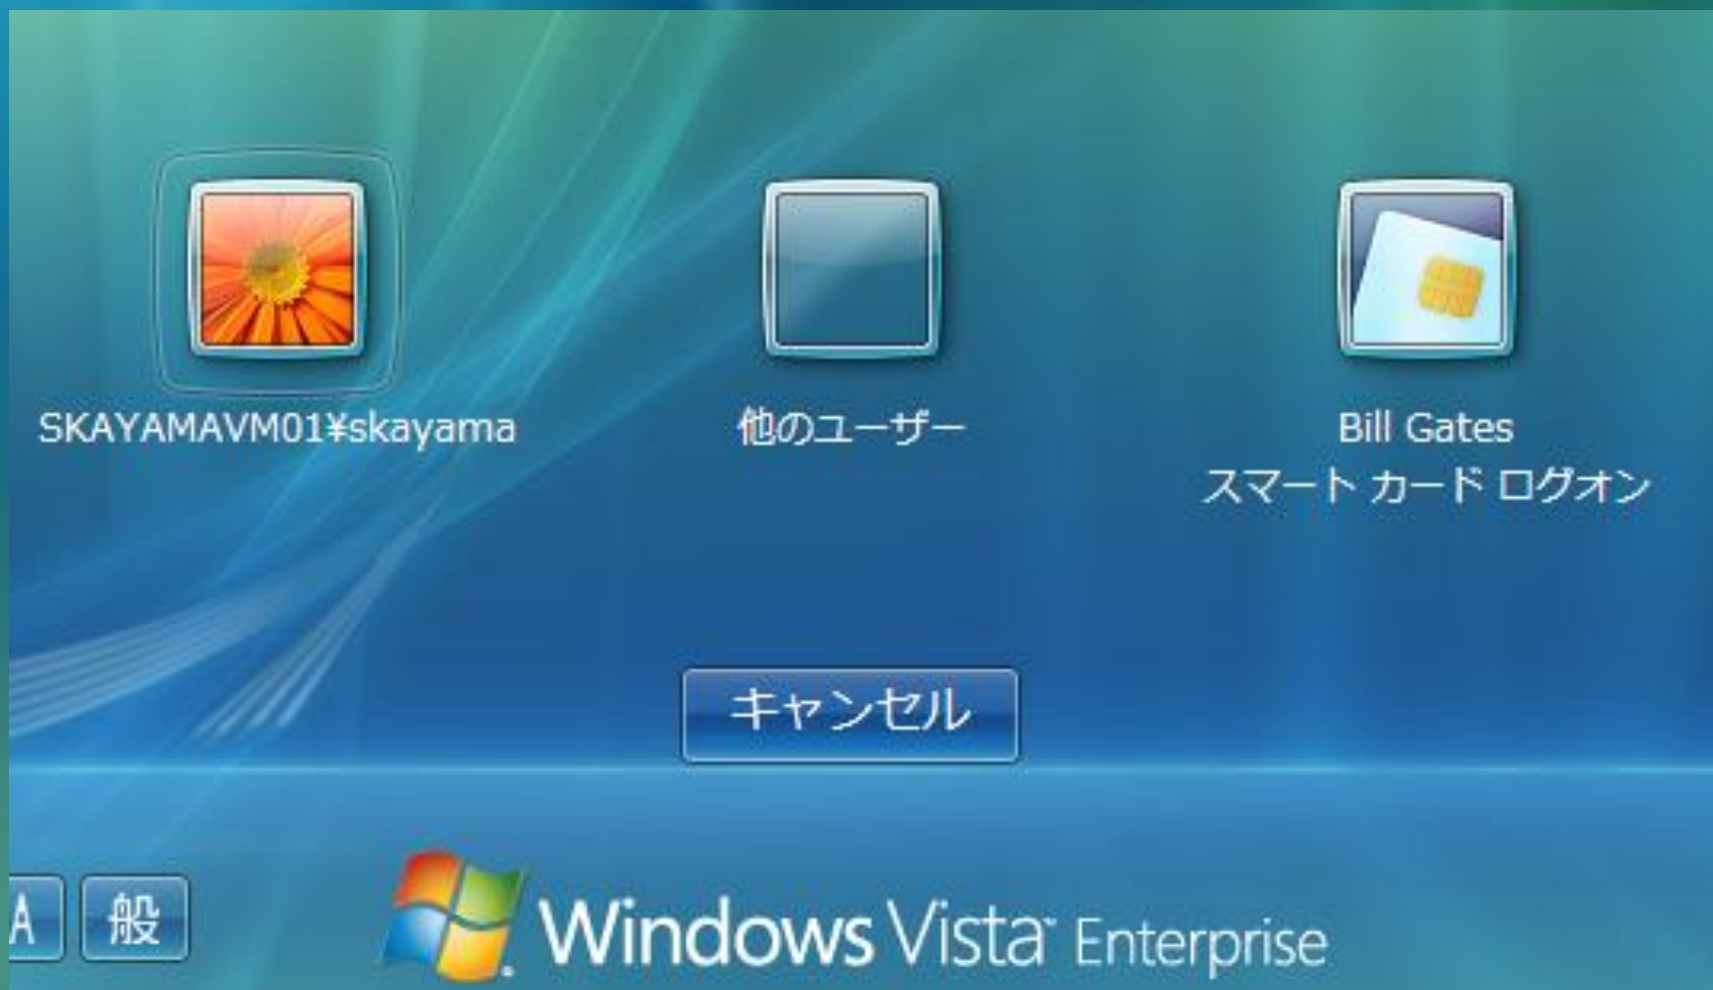 SKAYAMAVM01¥skayama
他のユーザー
Bill Gates
スマート カード ログオン
キャンセル
A 般
Windows Vista™ Enterprise